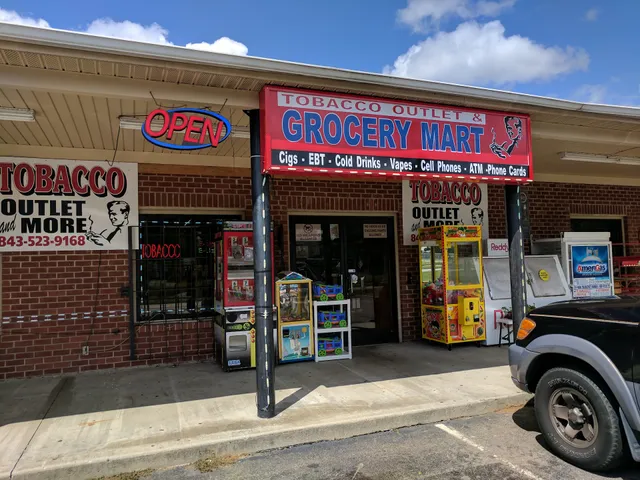 OPEN
TOBACCO OUTLET &
GROCERY MART
Cigs - EBT - Cold Drinks - Vapes - Cell Phones - ATM - Phone Cards
TOBACCO
OUTLET
and MORE
843-523-9168
TOBACCO
OUTLET
and MORE
TOBACCO
Reddy
AmeriGas